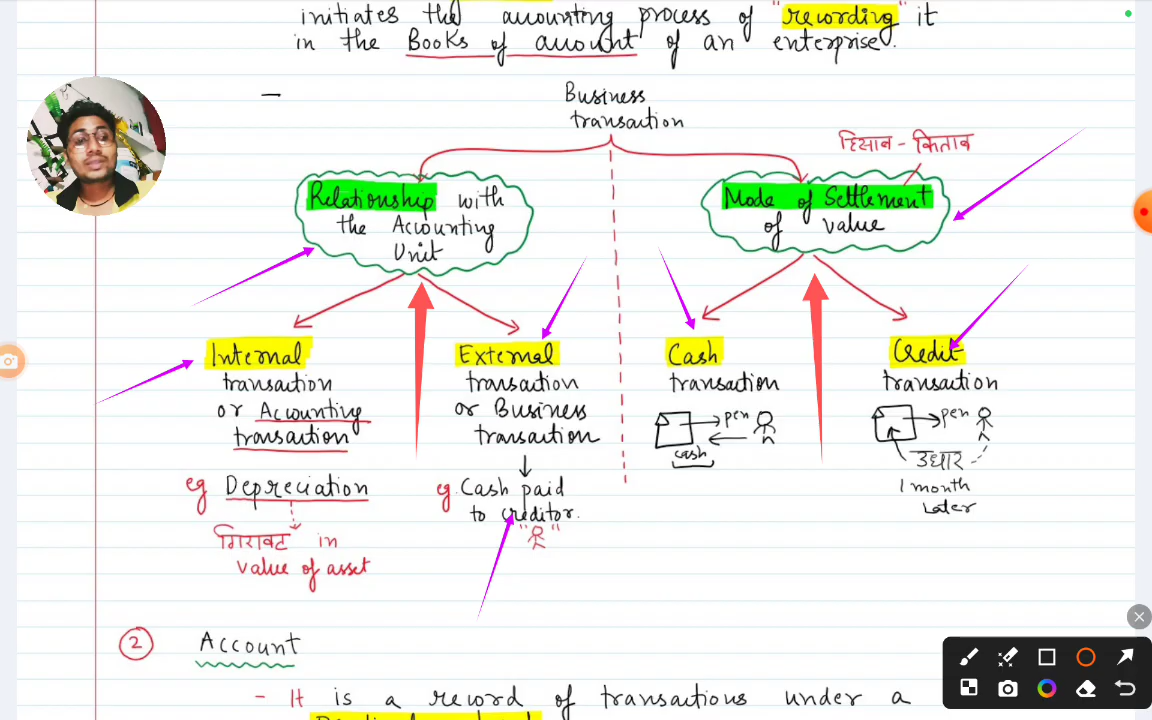 initiates the accounting process of "recording" it
in the Books of account of an enterprise.
Business
transaction
हिसाब - किताब
Relationship with
the Accounting
Unit
Mode of Settlement
of value
Internal
transaction
or Accounting
transaction
External
transaction
or Business
transaction
Cash
transaction
pen
cash
Credit
transaction
pen
उधार
1 month
Later
eg Depreciation
गिरावट in
value of asset
eg. Cash paid
to creditor.
2 Account
- It is a record of transactions under a